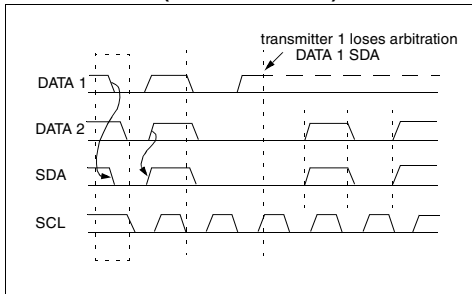 transmitter 1 loses arbitration
DATA 1 SDA
DATA 1
DATA 2
SDA
SCL